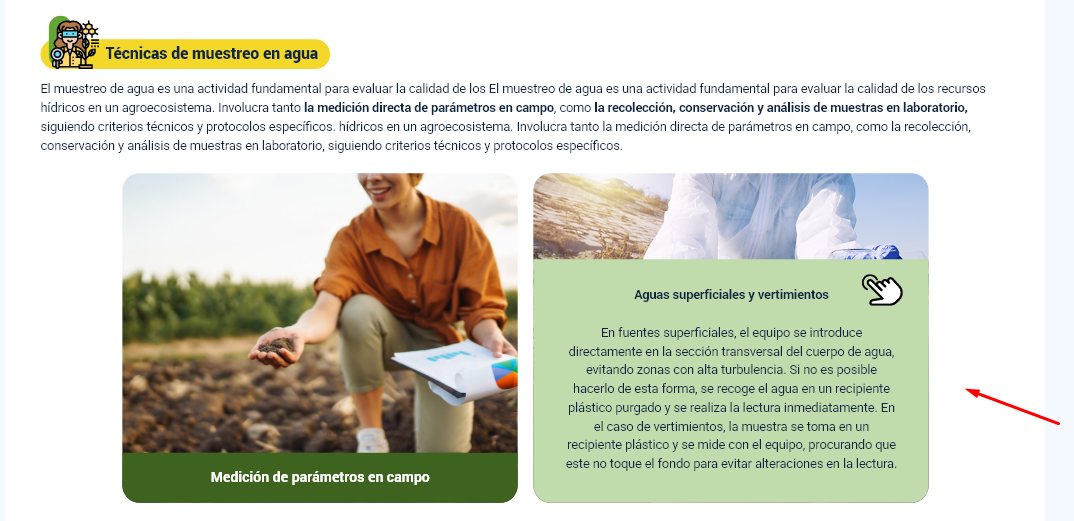 Técnicas de muestreo en agua
El muestreo de agua es una actividad fundamental para evaluar la calidad de los El muestreo de agua es una actividad fundamental para evaluar la calidad de los recursos
hídricos en un agroecosistema. Involucra tanto la medición directa de parámetros en campo, como la recolección, conservación y análisis de muestras en laboratorio,
siguiendo criterios técnicos y protocolos específicos. hídricos en un agroecosistema. Involucra tanto la medición directa de parámetros en campo, como la recolección,
conservación y análisis de muestras en laboratorio, siguiendo criterios técnicos y protocolos específicos.
Medición de parámetros en campo
Aguas superficiales y vertimientos
En fuentes superficiales, el equipo se introduce
directamente en la sección transversal del cuerpo de agua,
evitando zonas con alta turbulencia. Si no es posible
hacerlo de esta forma, se recoge el agua en un recipiente
plástico purgado y se realiza la lectura inmediatamente. En
el caso de vertimientos, la muestra se toma en un
recipiente plástico y se mide con el equipo, procurando que
este no toque el fondo para evitar alteraciones en la lectura.